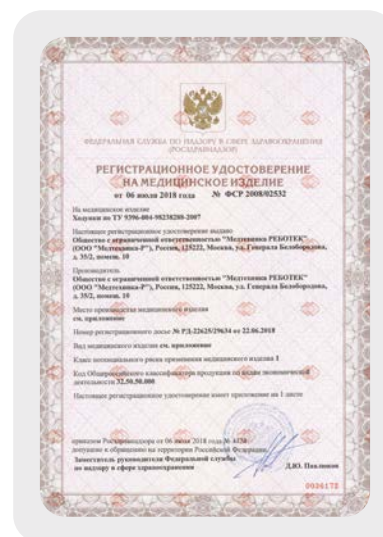 ФЕДЕРАЛЬНАЯ СЛУЖБА ПО НАДЗОРУ В СФЕРЕ ЗДРАВООХРАНЕНИЯ
(РОСЗДРАВНАДЗОР)
РЕГИСТРАЦИОННОЕ УДОСТОВЕРЕНИЕ
НА МЕДИЦИНСКОЕ ИЗДЕЛИЕ
от 06 июля 2018 года № ФСР 2008/02532
На медицинское изделие
Ходунки по ТУ 9396-004-98238288-2007
Настоящее регистрационное удостоверение выдано
Общество с ограниченной ответственностью "Медтехника РЕБОТЕК"
(ООО "Медтехника-Р"), Россия, 125222, Москва, ул. Генерала Белобородова,
д. 35/2, помещ. 10
Производитель
Общество с ограниченной ответственностью "Медтехника РЕБОТЕК"
(ООО "Медтехника-Р"), Россия, 125222, Москва, ул. Генерала Белобородова,
д. 35/2, помещ. 10
Место производства медицинского изделия
см. приложение
Номер регистрационного досье № РД-22625/29634 от 22.06.2018
Вид медицинского изделия см. приложение
Класс потенциального риска применения медицинского изделия 1
Код Общероссийского классификатора продукции по видам экономической
деятельности 32.50.50.000
Настоящее регистрационное удостоверение имеет приложение на 1 листе
приказом Росздравнадзора от 06 июля 2018 года №
допущено к обращению на территории Российской Федерации.
Заместитель руководителя Федеральной службы
по надзору в сфере здравоохранения
Д.Ю. Павлюков